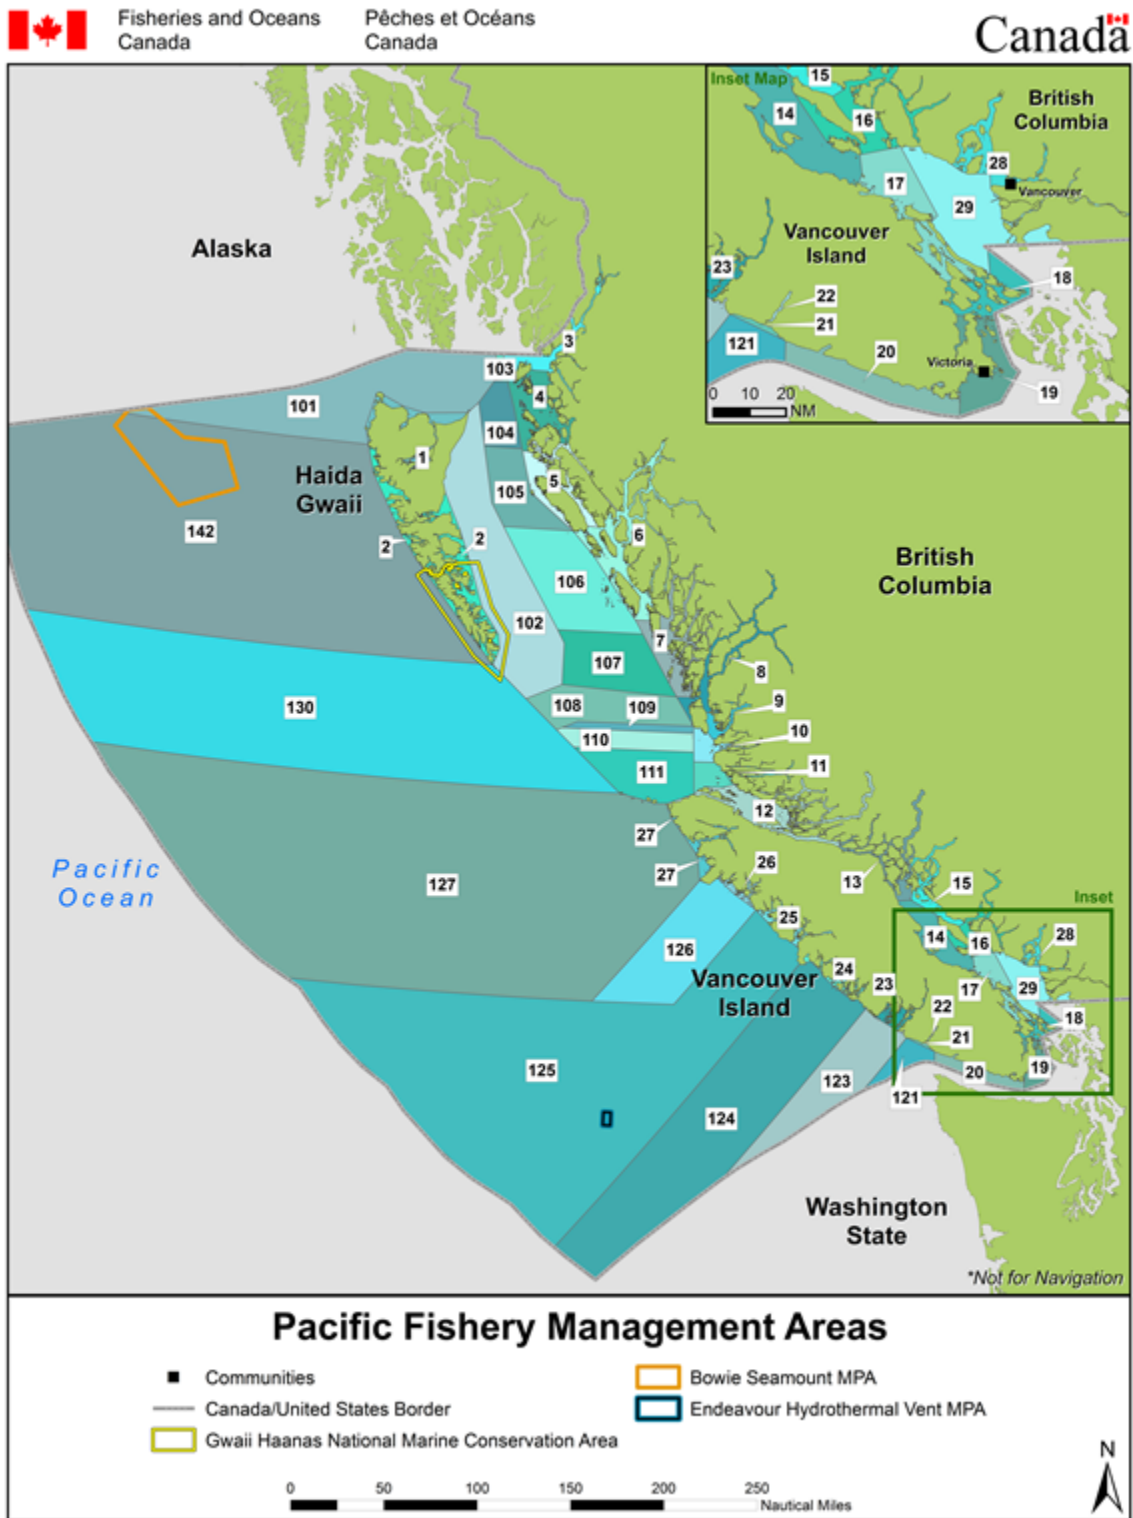 Fisheries and Oceans
Canada
Pêches et Océans
Canada
Canada
Inset Map
15
14
16
British
Columbia
28
Vancouver
17
29
Vancouver
Island
23
18
22
21
121
20
Victoria
19
0 10 20
NM
Alaska
3
103
101
4
104
1
Haida
Gwaii
105
5
142
2
2
6
106
British
Columbia
102
7
107
8
130
108
109
9
110
10
111
11
12
27
Pacific
Ocean
127
27
26
13
15
Inset
25
14
16
28
126
Vancouver
Island
24
23
17
29
22
18
21
125
123
20
19
121
124
Washington
State
*Not for Navigation
Pacific Fishery Management Areas
Communities
Canada/United States Border
Gwaii Haanas National Marine Conservation Area
Bowie Seamount MPA
Endeavour Hydrothermal Vent MPA
0 50 100 150 200 250
Nautical Miles
N